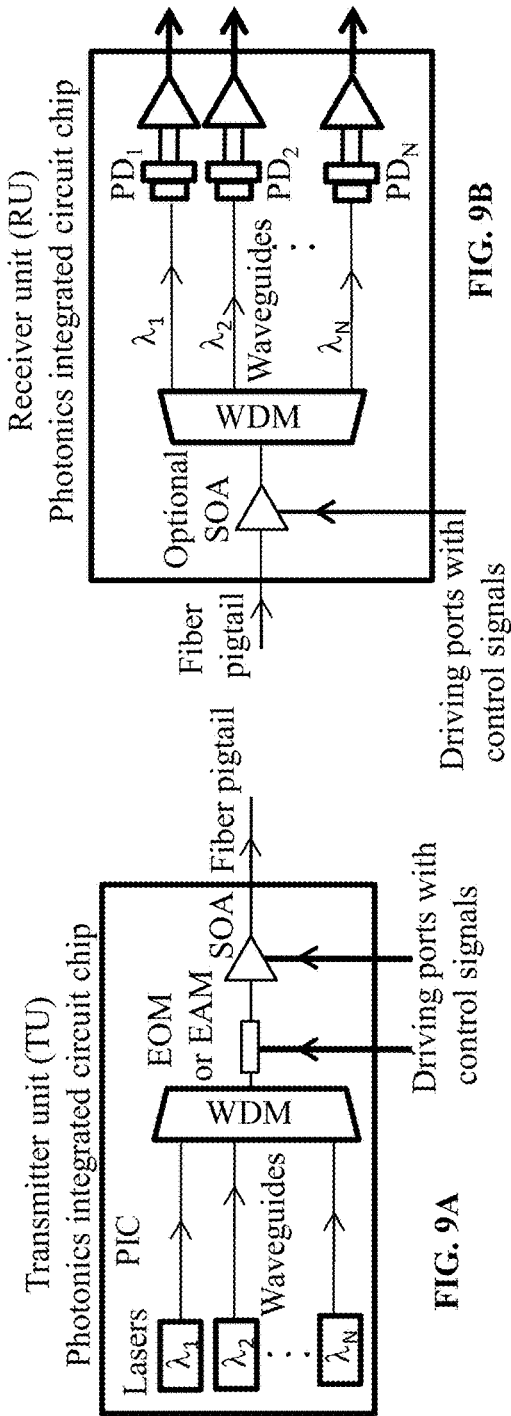 Transmitter unit (TU)
Photonics integrated circuit chip
Lasers
PIC
λ1
λ2
λN
. . . .
Waveguides
WDM
EOM
or EAM
SOA
Fiber pigtail
Driving ports with
control signals
FIG. 9A
Receiver unit (RU)
Photonics integrated circuit chip
Fiber
pigtail
Optional
SOA
WDM
λ1
λ2
Waveguides
. . .
λN
PD1
PD2
PDN
Driving ports with
control signals
FIG. 9B